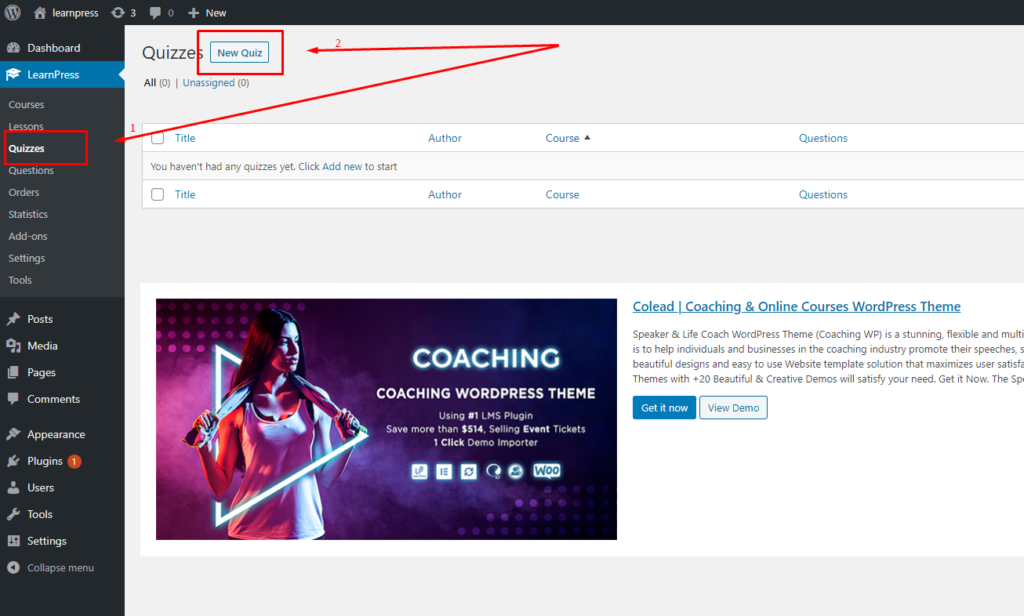 learnpress 3 0 New
Dashboard
LearnPress
Courses
Lessons
Quizzes
Questions
Orders
Statistics
Add-ons
Settings
Tools
Posts
Media
Pages
Comments
Appearance
Plugins 1
Users
Tools
Settings
Collapse menu
Quizzes New Quiz
2
1
All (0) | Unassigned (0)
Title Author Course Questions
You haven't had any quizzes yet. Click Add new to start
Title Author Course Questions
COACHING
COACHING WORDPRESS THEME
Using #1 LMS Plugin
Save more than $514, Selling Event Tickets
1 Click Demo Importer
WOO
Colead | Coaching & Online Courses WordPress Theme
Speaker & Life Coach WordPress Theme (Coaching WP) is a stunning, flexible and multi
is to help individuals and businesses in the coaching industry promote their speeches, s
beautiful designs and easy to use Website template solution that maximizes user satisfa
Themes with +20 Beautiful & Creative Demos will satisfy your need. Get it Now. The Spe
Get it now View Demo